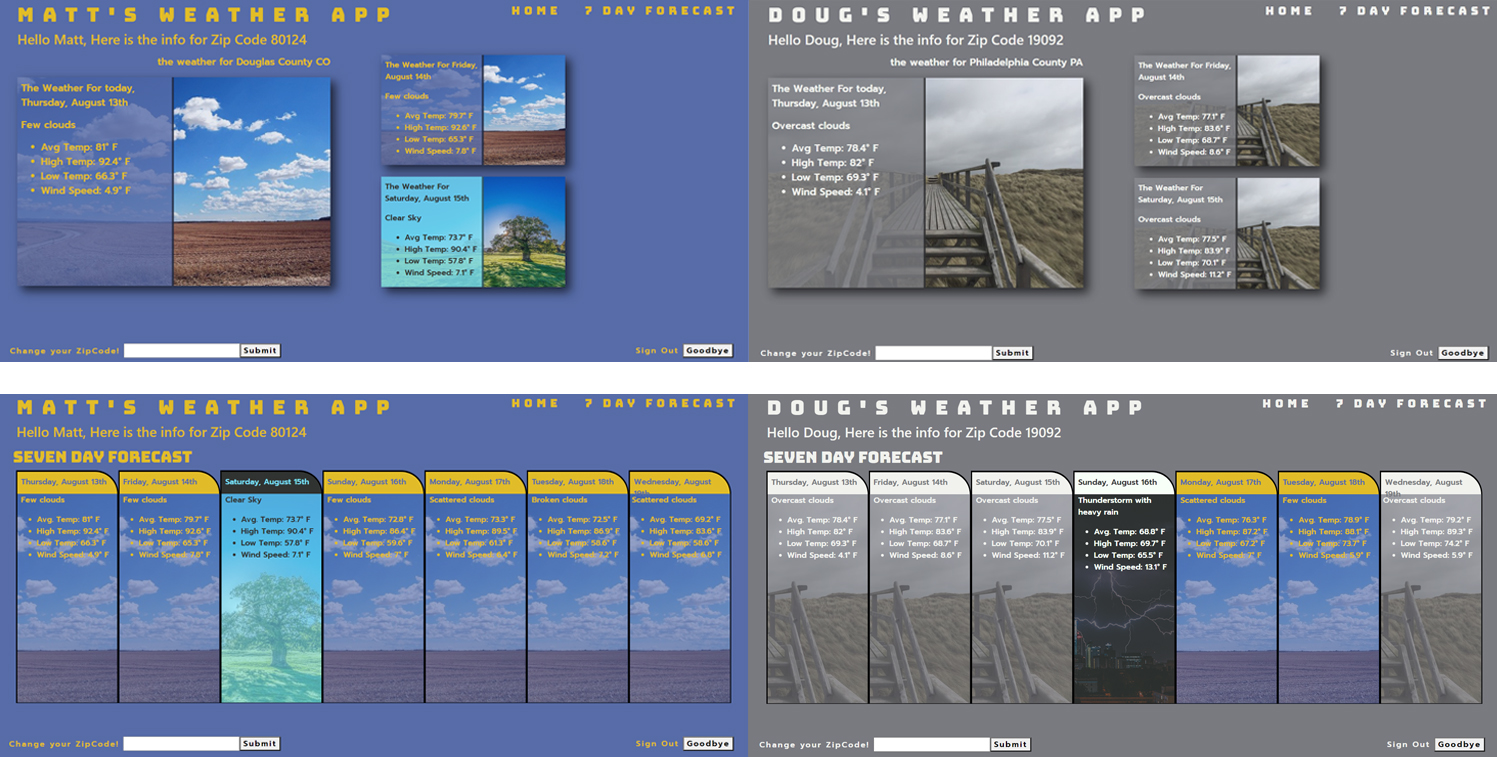 MATT'S WEATHER APP
HOME 7 DAY FORECAST
Hello Matt, Here is the info for Zip Code 80124
the weather for Douglas County CO
The Weather For today,
Thursday, August 13th
Few clouds
Avg Temp: 81° F
High Temp: 92.4° F
Low Temp: 66.3° F
Wind Speed: 4.9° F
The Weather For Friday,
August 14th
Few clouds
Avg Temp: 79.7° F
High Temp: 92.6° F
Low Temp: 65.3° F
Wind Speed: 7.8° F
The Weather For
Saturday, August 15th
Clear Sky
Avg Temp: 73.7° F
High Temp: 90.4° F
Low Temp: 57.8° F
Wind Speed: 7.1° F
Change your ZipCode! Submit
Sign Out Goodbye
DOUG'S WEATHER APP
HOME 7 DAY FORECAST
Hello Doug, Here is the info for Zip Code 19092
the weather for Philadelphia County PA
The Weather For today,
Thursday, August 13th
Overcast clouds
Avg Temp: 78.4° F
High Temp: 82° F
Low Temp: 69.3° F
Wind Speed: 4.1° F
The Weather For Friday,
August 14th
Overcast clouds
Avg Temp: 77.1° F
High Temp: 83.6° F
Low Temp: 68.7° F
Wind Speed: 8.6° F
The Weather For
Saturday, August 15th
Overcast clouds
Avg Temp: 77.5° F
High Temp: 83.9° F
Low Temp: 70.1° F
Wind Speed: 11.2° F
Change your ZipCode! Submit
Sign Out Goodbye
MATT'S WEATHER APP
HOME 7 DAY FORECAST
Hello Matt, Here is the info for Zip Code 80124
SEVEN DAY FORECAST
Thursday, August 13th
Few clouds
Avg. Temp: 81° F
High Temp: 92.4° F
Low Temp: 66.3° F
Wind Speed: 4.9° F
Friday, August 14th
Few clouds
Avg. Temp: 79.7° F
High Temp: 92.6° F
Low Temp: 65.3° F
Wind Speed: 7.8° F
Saturday, August 15th
Clear Sky
Avg. Temp: 73.7° F
High Temp: 90.4° F
Low Temp: 57.8° F
Wind Speed: 7.1° F
Sunday, August 16th
Few clouds
Avg. Temp: 72.8° F
High Temp: 88.4° F
Low Temp: 59.6° F
Wind Speed: 7° F
Monday, August 17th
Scattered clouds
Avg. Temp: 73.3° F
High Temp: 89.5° F
Low Temp: 61.3° F
Wind Speed: 6.4° F
Tuesday, August 18th
Broken clouds
Avg. Temp: 72.5° F
High Temp: 86.9° F
Low Temp: 58.6° F
Wind Speed: 7.2° F
Wednesday, August
19th
Scattered clouds
Avg. Temp: 69.2° F
High Temp: 83.6° F
Low Temp: 58.6° F
Wind Speed: 6.8° F
Change your ZipCode! Submit
Sign Out Goodbye
DOUG'S WEATHER APP
HOME 7 DAY FORECAST
Hello Doug, Here is the info for Zip Code 19092
SEVEN DAY FORECAST
Thursday, August 13th
Overcast clouds
Avg. Temp: 78.4° F
High Temp: 82° F
Low Temp: 69.3° F
Wind Speed: 4.1° F
Friday, August 14th
Overcast clouds
Avg. Temp: 77.1° F
High Temp: 83.6° F
Low Temp: 68.7° F
Wind Speed: 8.6° F
Saturday, August 15th
Overcast clouds
Avg. Temp: 77.5° F
High Temp: 83.9° F
Low Temp: 70.1° F
Wind Speed: 11.2° F
Sunday, August 16th
Thunderstorm with
heavy rain
Avg. Temp: 68.8° F
High Temp: 69.7° F
Low Temp: 65.5° F
Wind Speed: 13.1° F
Monday, August 17th
Scattered clouds
Avg. Temp: 76.3° F
High Temp: 87.2° F
Low Temp: 67.2° F
Wind Speed: 7° F
Tuesday, August 18th
Few clouds
Avg. Temp: 78.9° F
High Temp: 88.1° F
Low Temp: 73.7° F
Wind Speed: 5.9° F
Wednesday, August
19th
Overcast clouds
Avg. Temp: 79.2° F
High Temp: 89.3° F
Low Temp: 74.2° F
Wind Speed: 5.9° F
Change your ZipCode! Submit
Sign Out Goodbye